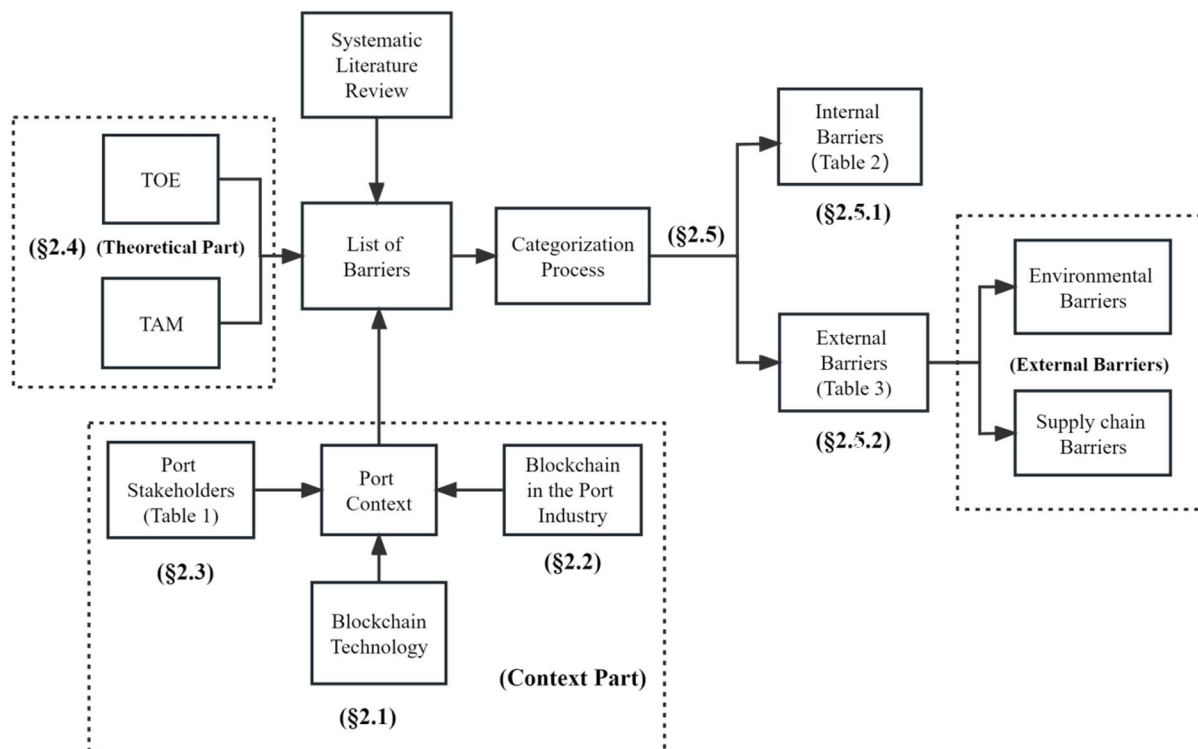 Systematic
Literature
Review
TOE
(§2.4) (Theoretical Part)
TAM
List of
Barriers
Categorization
Process
(§2.5)
Internal
Barriers
(Table 2)
(§2.5.1)
External
Barriers
(Table 3)
(§2.5.2)
Environmental
Barriers
(External Barriers)
Supply chain
Barriers
Port
Stakeholders
(Table 1)
(§2.3)
Port
Context
Blockchain
in the Port
Industry
(§2.2)
Blockchain
Technology
(§2.1)
(Context Part)